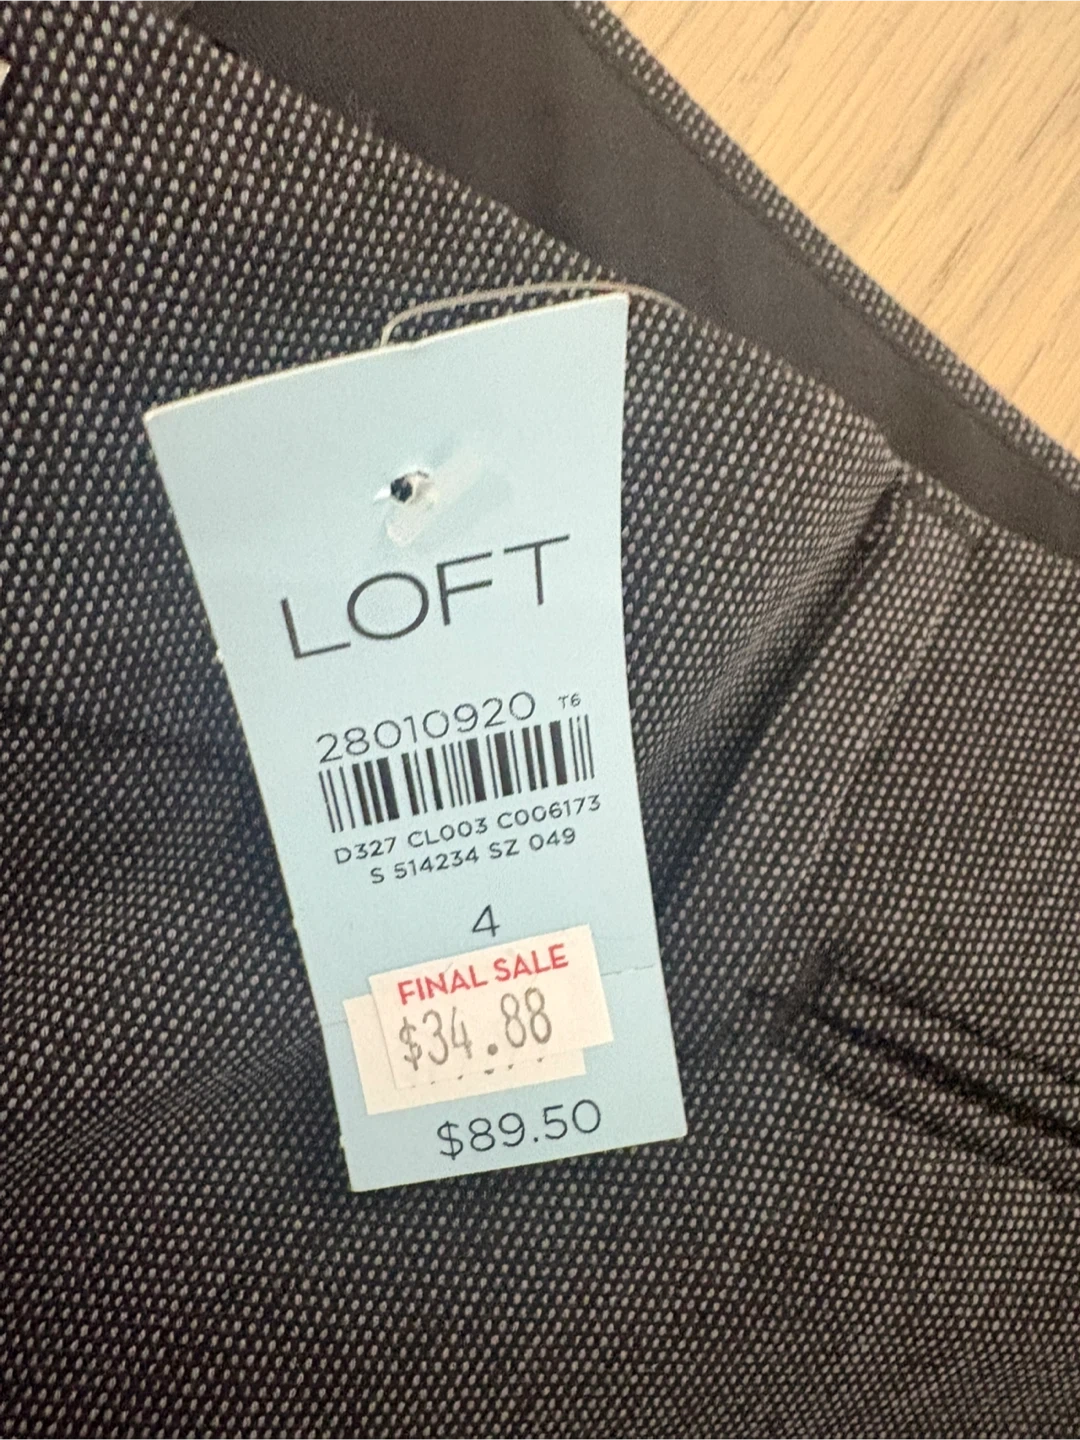 LOFT
28010920 T6
D327 CL003 C006173
S 514234 SZ 049
4
FINAL SALE
$34.88
$89.50